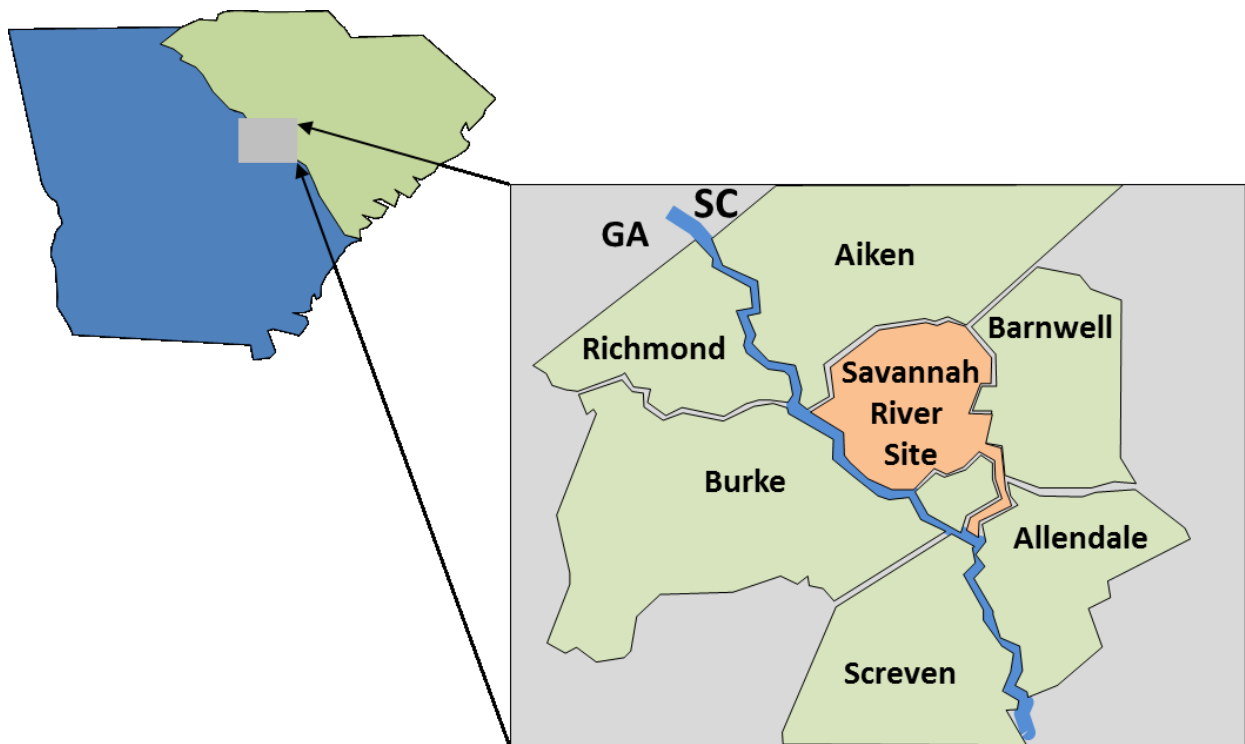 SC
GA
Aiken
Barnwell
Richmond
Savannah
River
Site
Burke
Allendale
Screven